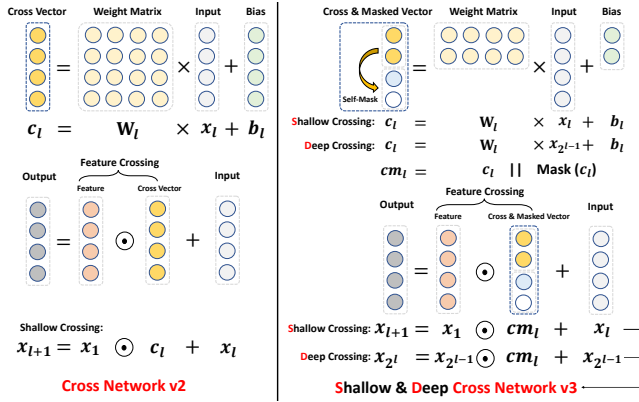 Cross Vector Weight Matrix Input Bias
= × +
c_l = W_l × x_l + b_l
Feature Crossing
Output Feature Cross Vector Input
= ⊙ +
Shallow Crossing:
x_{l+1} = x_1 ⊙ c_l + x_l
Cross Network v2
Cross & Masked Vector Weight Matrix Input Bias
= × +
Self-Mask
Shallow Crossing: c_l = W_l × x_l + b_l
Deep Crossing: c_l = W_l × x_{2^{l-1}} + b_l
cm_l = c_l || Mask (c_l)
Feature Crossing
Output Feature Cross & Masked Vector Input
= ⊙ +
Shallow Crossing: x_{l+1} = x_1 ⊙ cm_l + x_l
Deep Crossing: x_{2^l} = x_{2^{l-1}} ⊙ cm_l + x_{2^{l-1}}
Shallow & Deep Cross Network v3